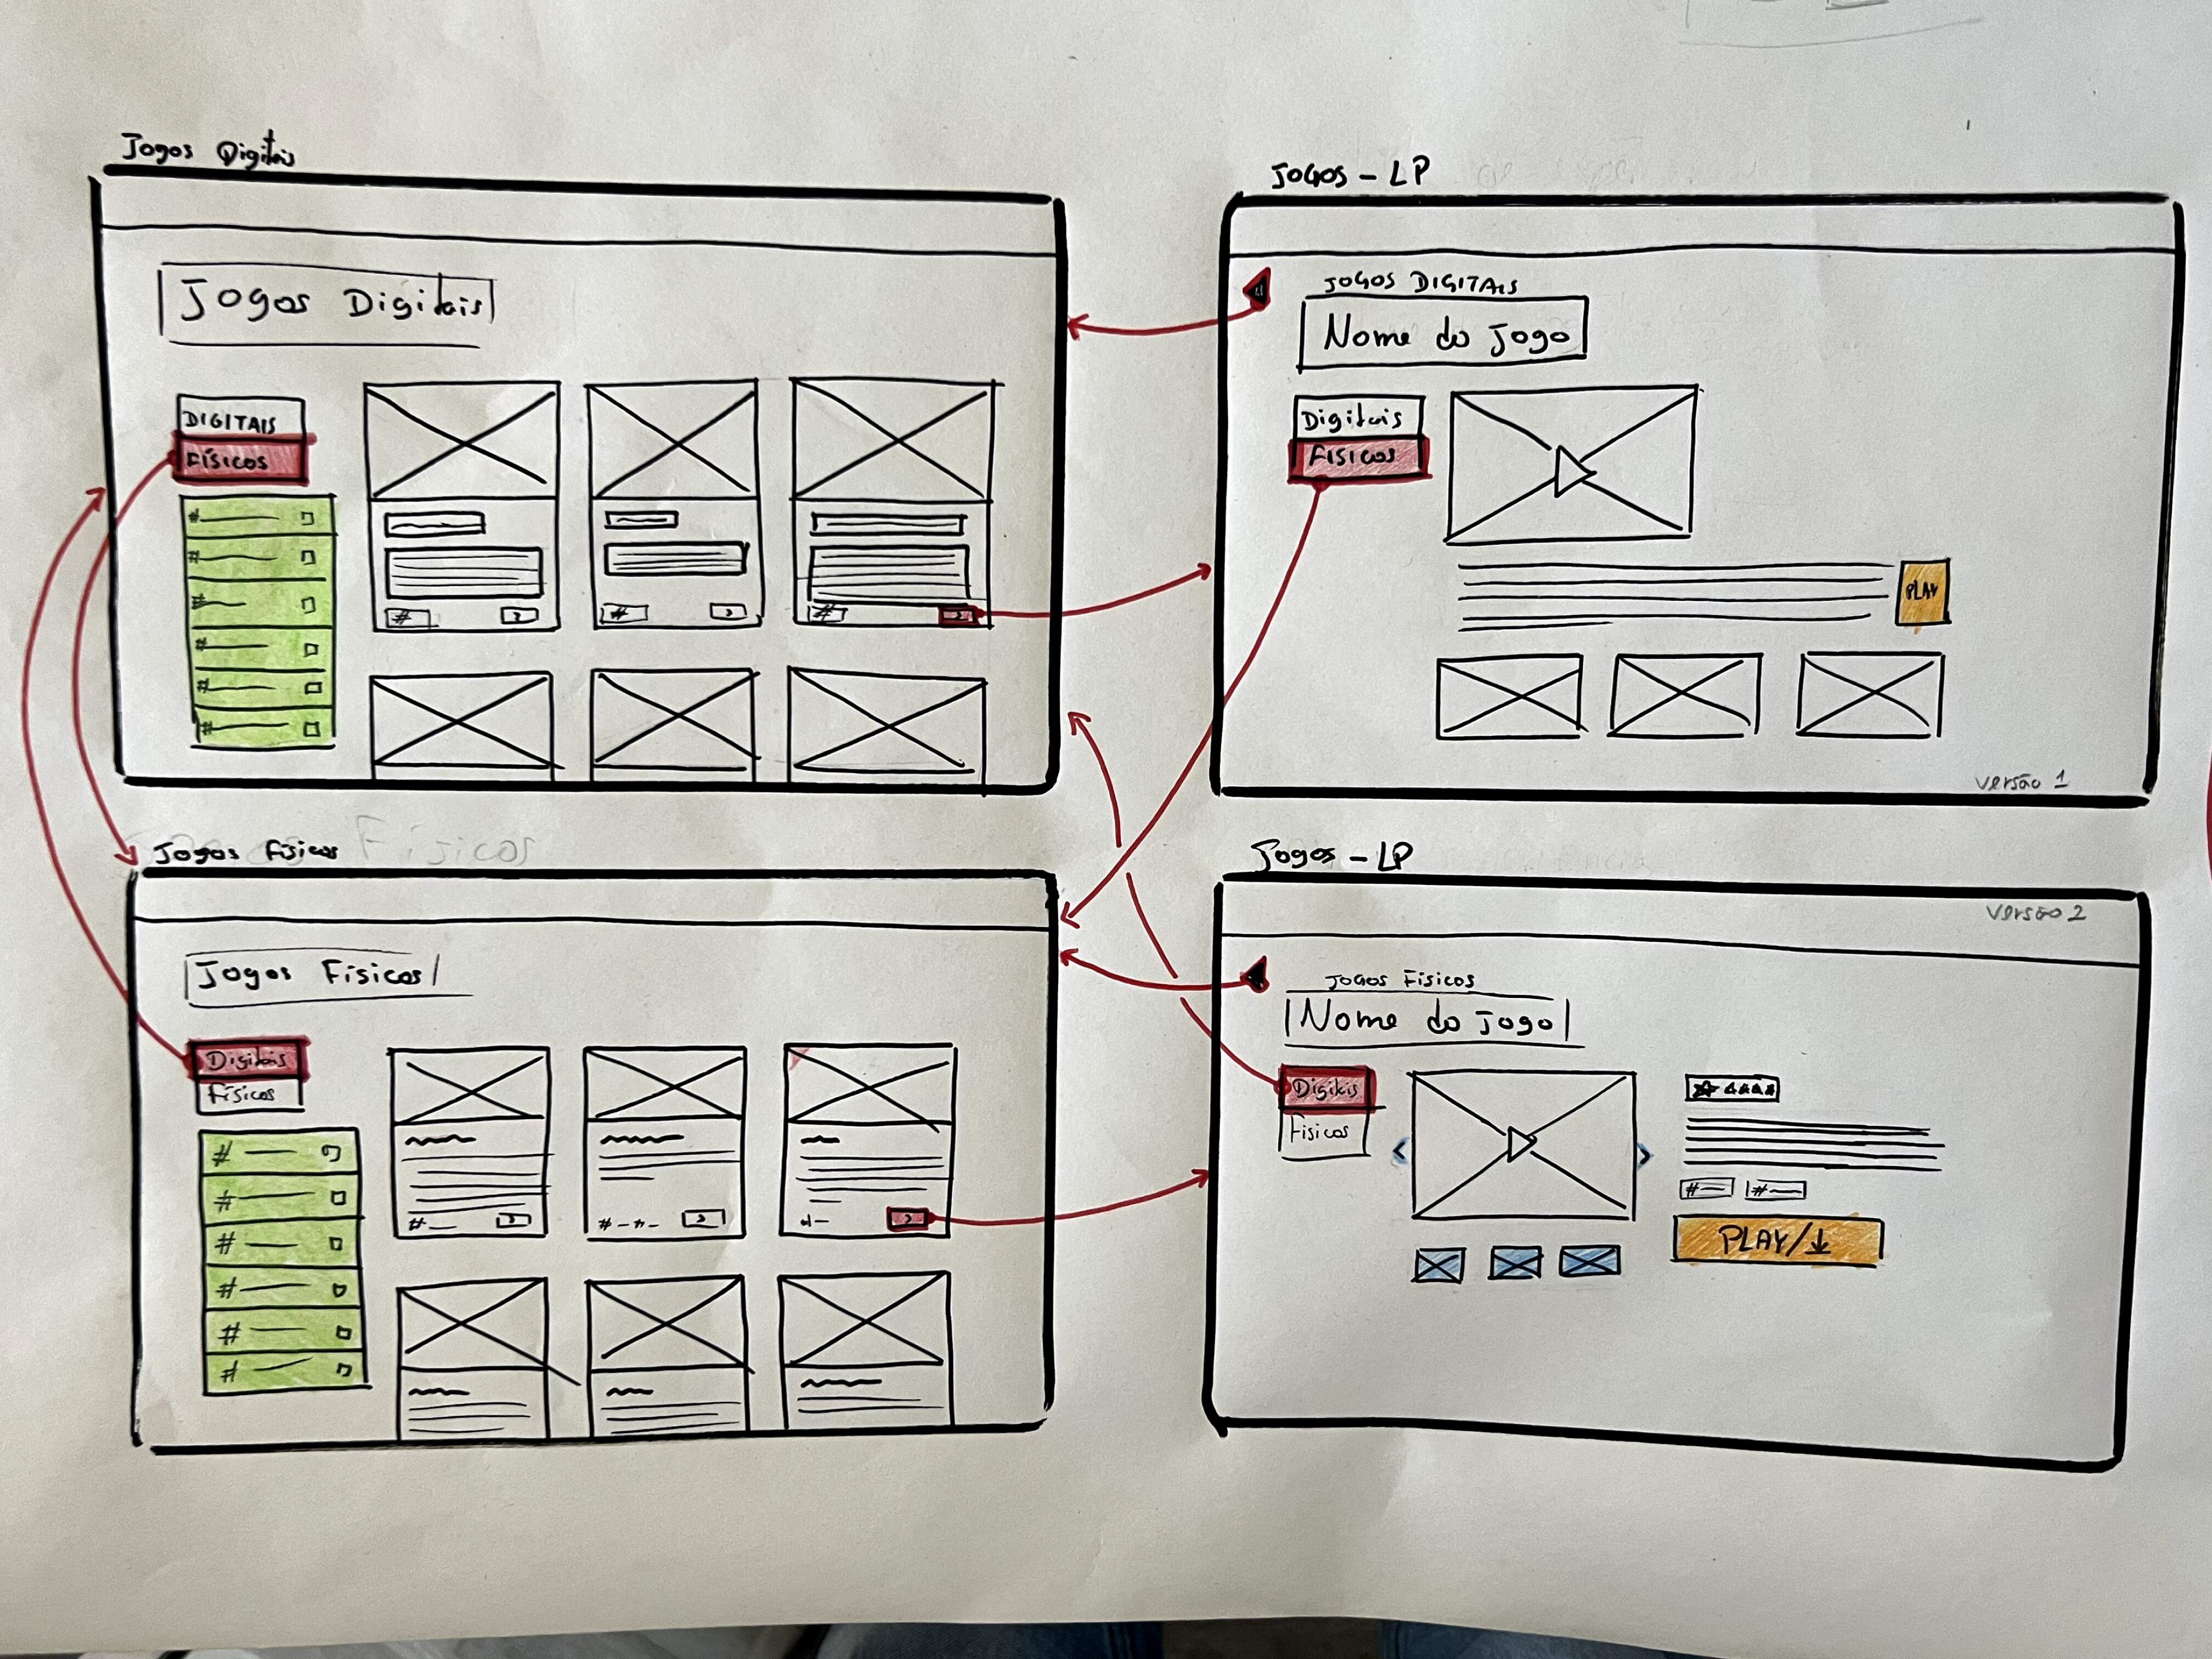 Jogos Digitais
Jogos Digitais
DIGITAIS
FÍSICOS
#
#
#
#
#
#
# >
# >
# >
JOGOS - LP
JOGOS DIGITAIS
Nome do Jogo
Digitais
FISICOS
PLAY
versão 1
Jogos Físicos
Físicos
Jogos Físicos
Digitais
Físicos
#
#
#
#
#
#
# >
# - # - >
>
Jogos - LP
versão 2
JOGOS Físicos
Nome do Jogo
Digitais
Físicos
< >
# #
PLAY/↓